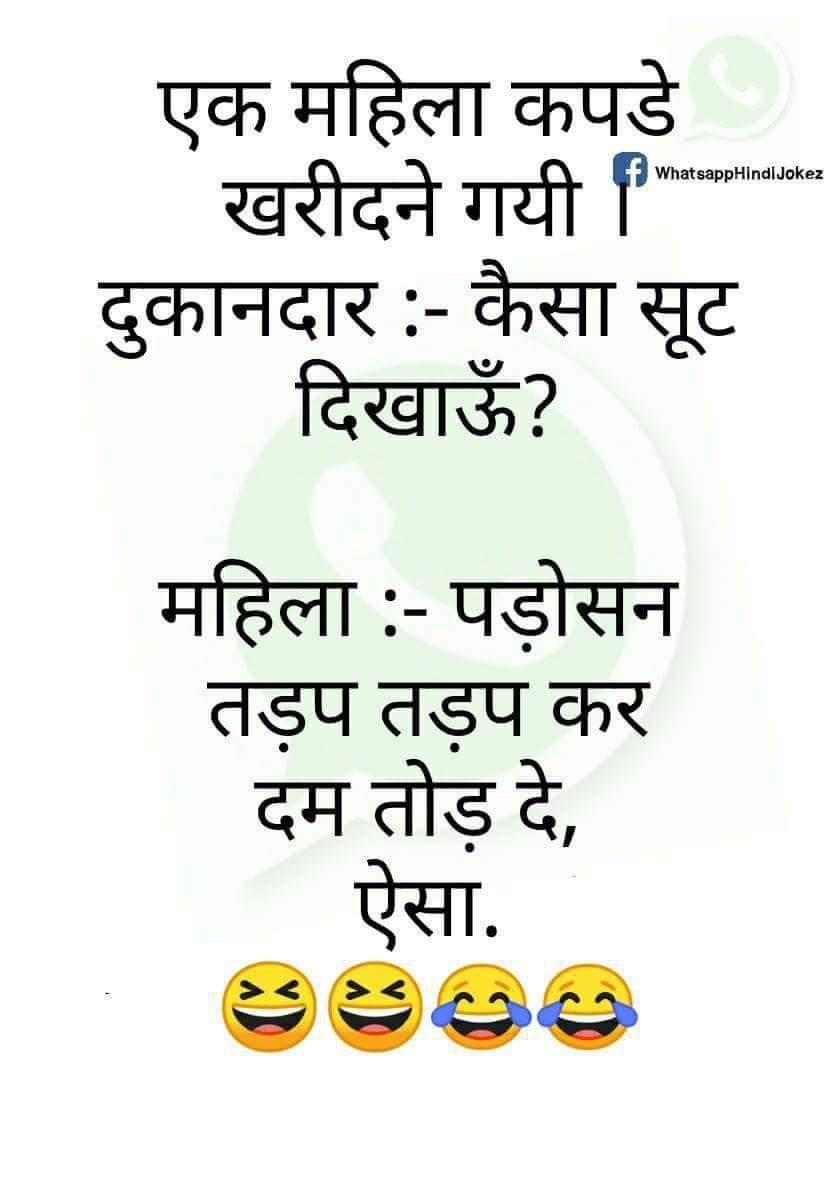 एक महिला कपडे
खरीदने गयी ।
WhatsappHindiJokez
दुकानदार :- कैसा सूट
दिखाऊँ?
महिला :- पड़ोसन
तड़प तड़प कर
दम तोड़ दे,
ऐसा.